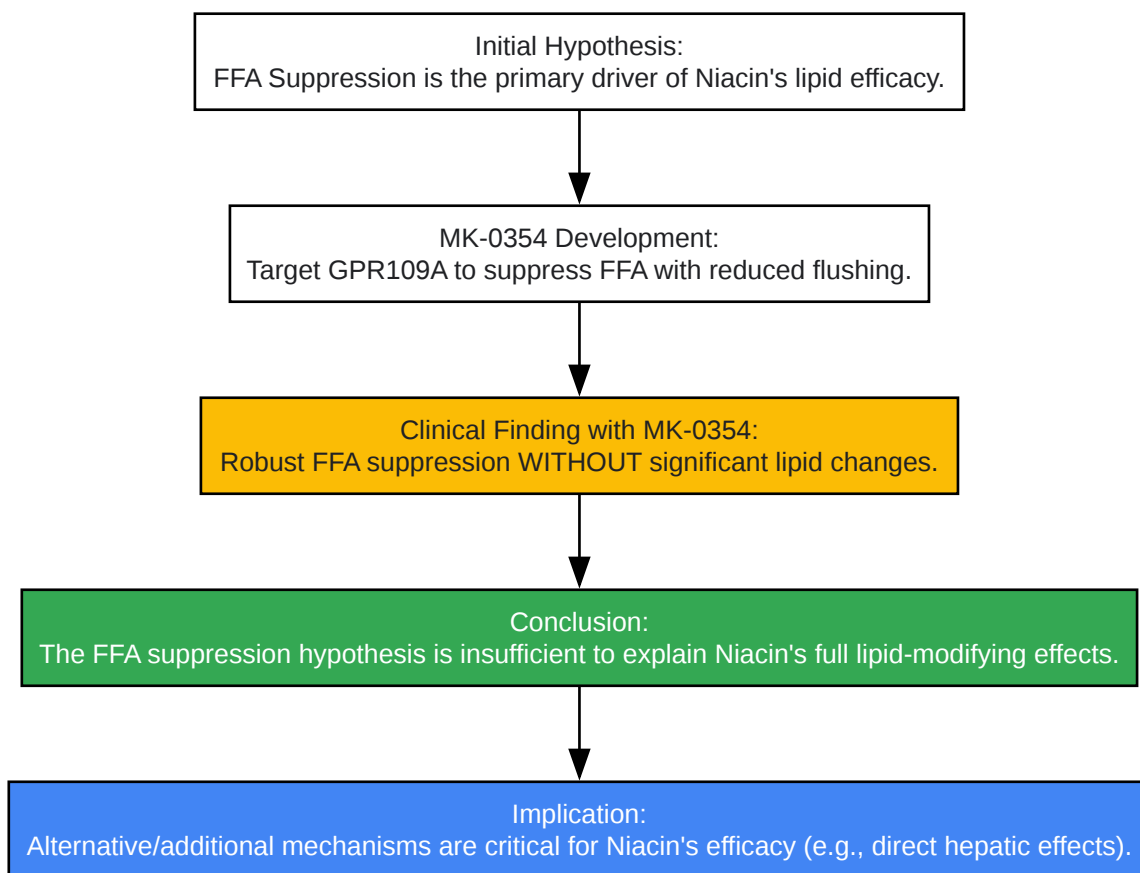 Initial Hypothesis:
FFA Suppression is the primary driver of Niacin's lipid efficacy.
MK-0354 Development:
Target GPR109A to suppress FFA with reduced flushing.
Clinical Finding with MK-0354:
Robust FFA suppression WITHOUT significant lipid changes.
Conclusion:
The FFA suppression hypothesis is insufficient to explain Niacin's full lipid-modifying effects.
Implication:
Alternative/additional mechanisms are critical for Niacin's efficacy (e.g., direct hepatic effects).